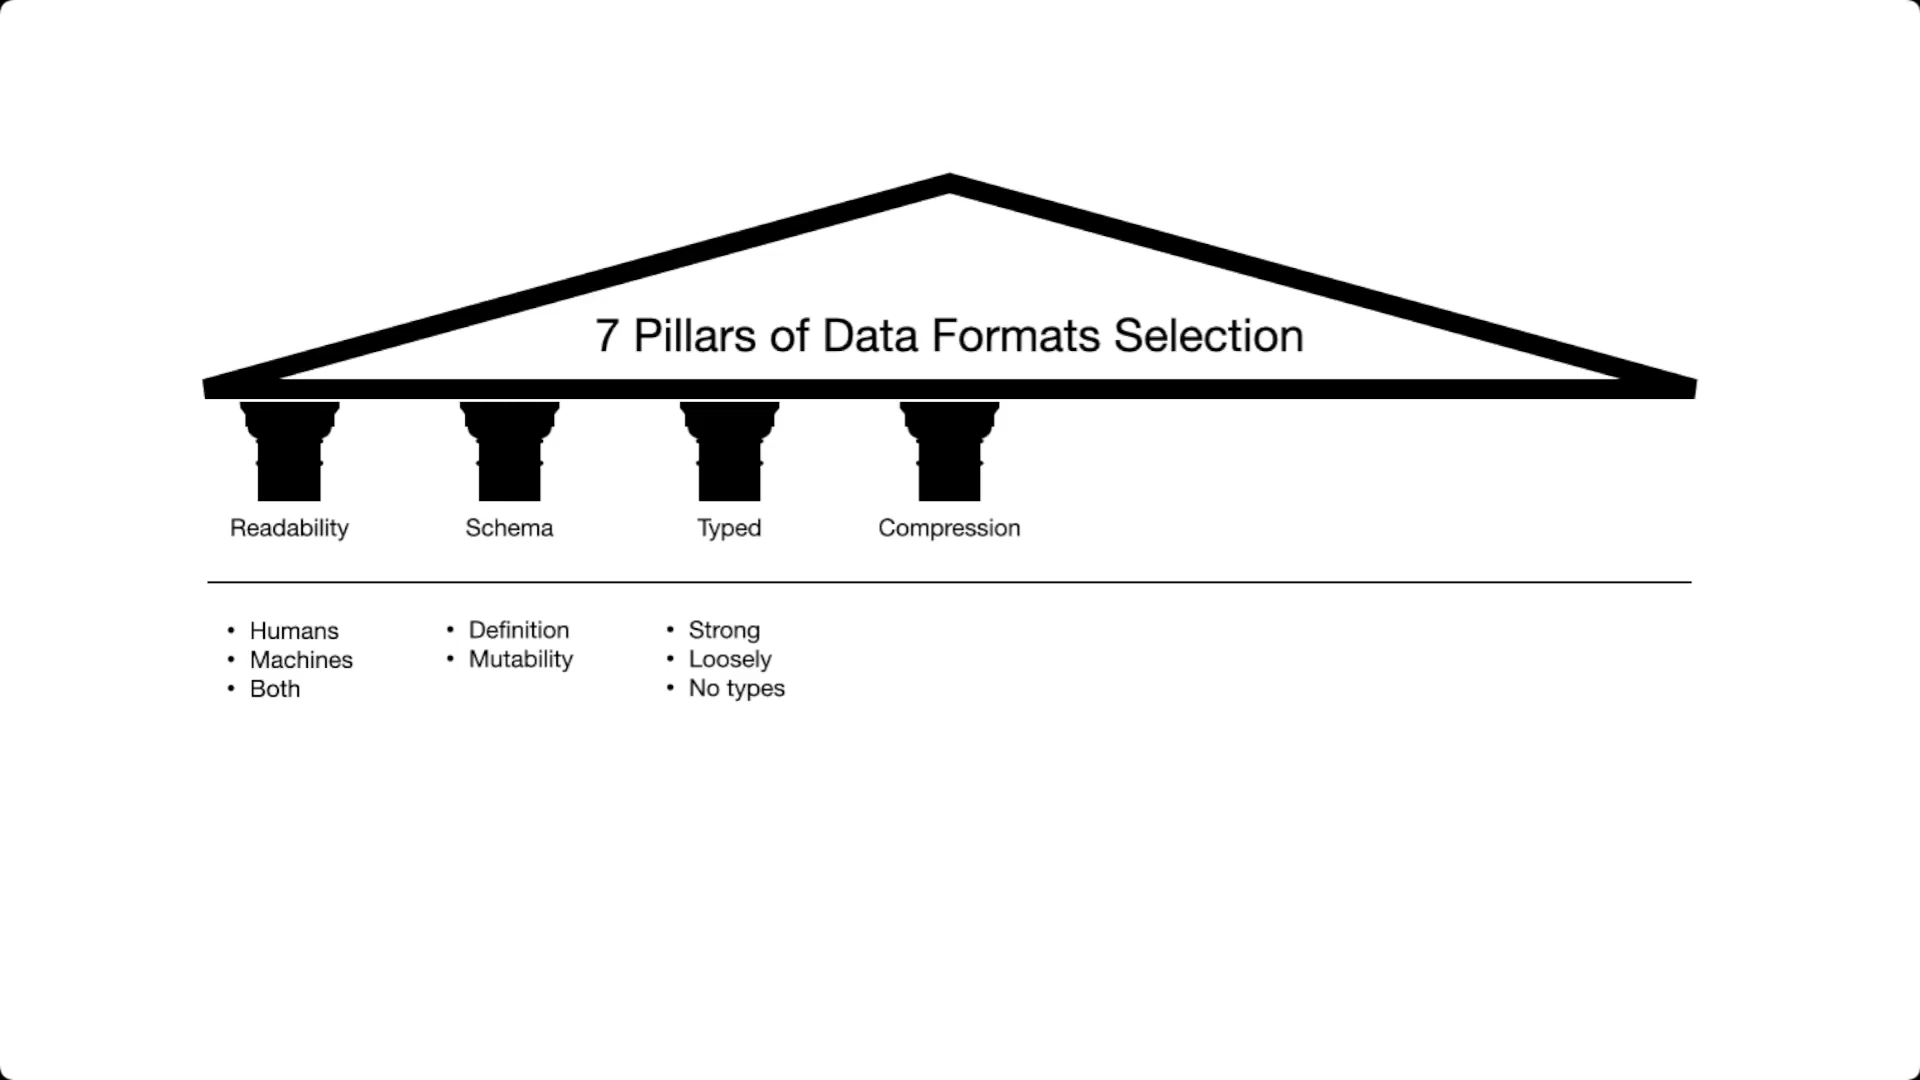 7 Pillars of Data Formats Selection
Readability
Schema
Typed
Compression
• Humans
• Machines
• Both
• Definition
• Mutability
• Strong
• Loosely
• No types